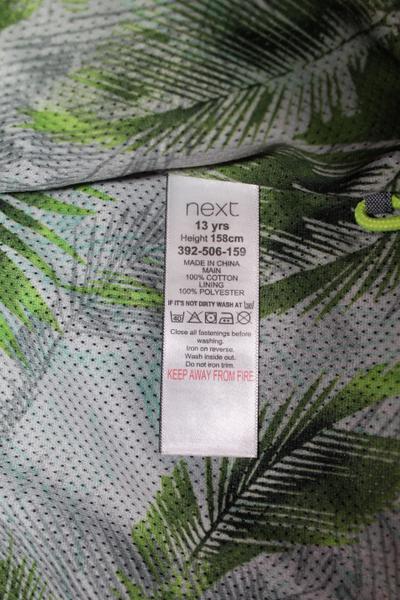 next
13 yrs
Height 158cm
392-506-159
MADE IN CHINA
MAIN
100% COTTON
LINING
100% POLYESTER
IF IT'S NOT DIRTY WASH AT 30°
40
Close all fastenings before
washing.
Iron on reverse.
Wash inside out.
Do not iron trim.
KEEP AWAY FROM FIRE